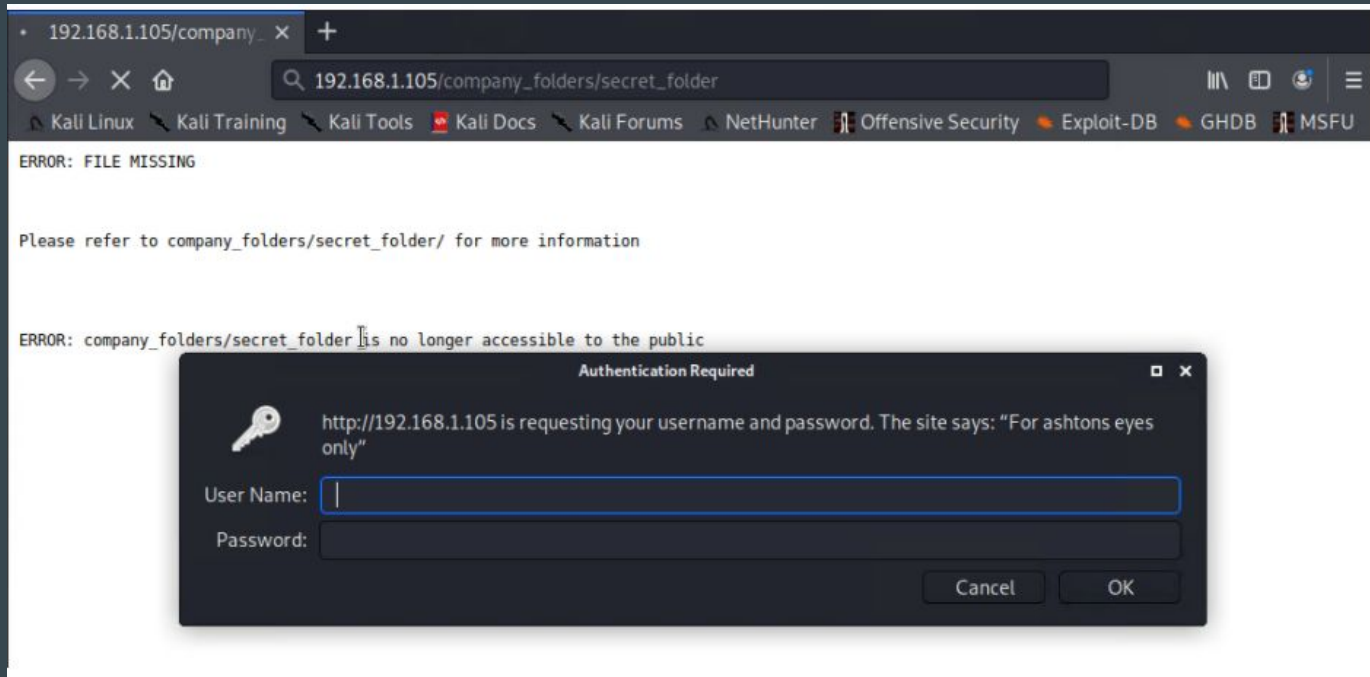 192.168.1.105/company_
192.168.1.105/company_folders/secret_folder
Kali Linux Kali Training Kali Tools Kali Docs Kali Forums NetHunter Offensive Security Exploit-DB GHDB MSFU
ERROR: FILE MISSING
Please refer to company_folders/secret_folder/ for more information
ERROR: company_folders/secret_folder is no longer accessible to the public
Authentication Required
http://192.168.1.105 is requesting your username and password. The site says: “For ashtons eyes
only”
User Name:
Password:
Cancel OK